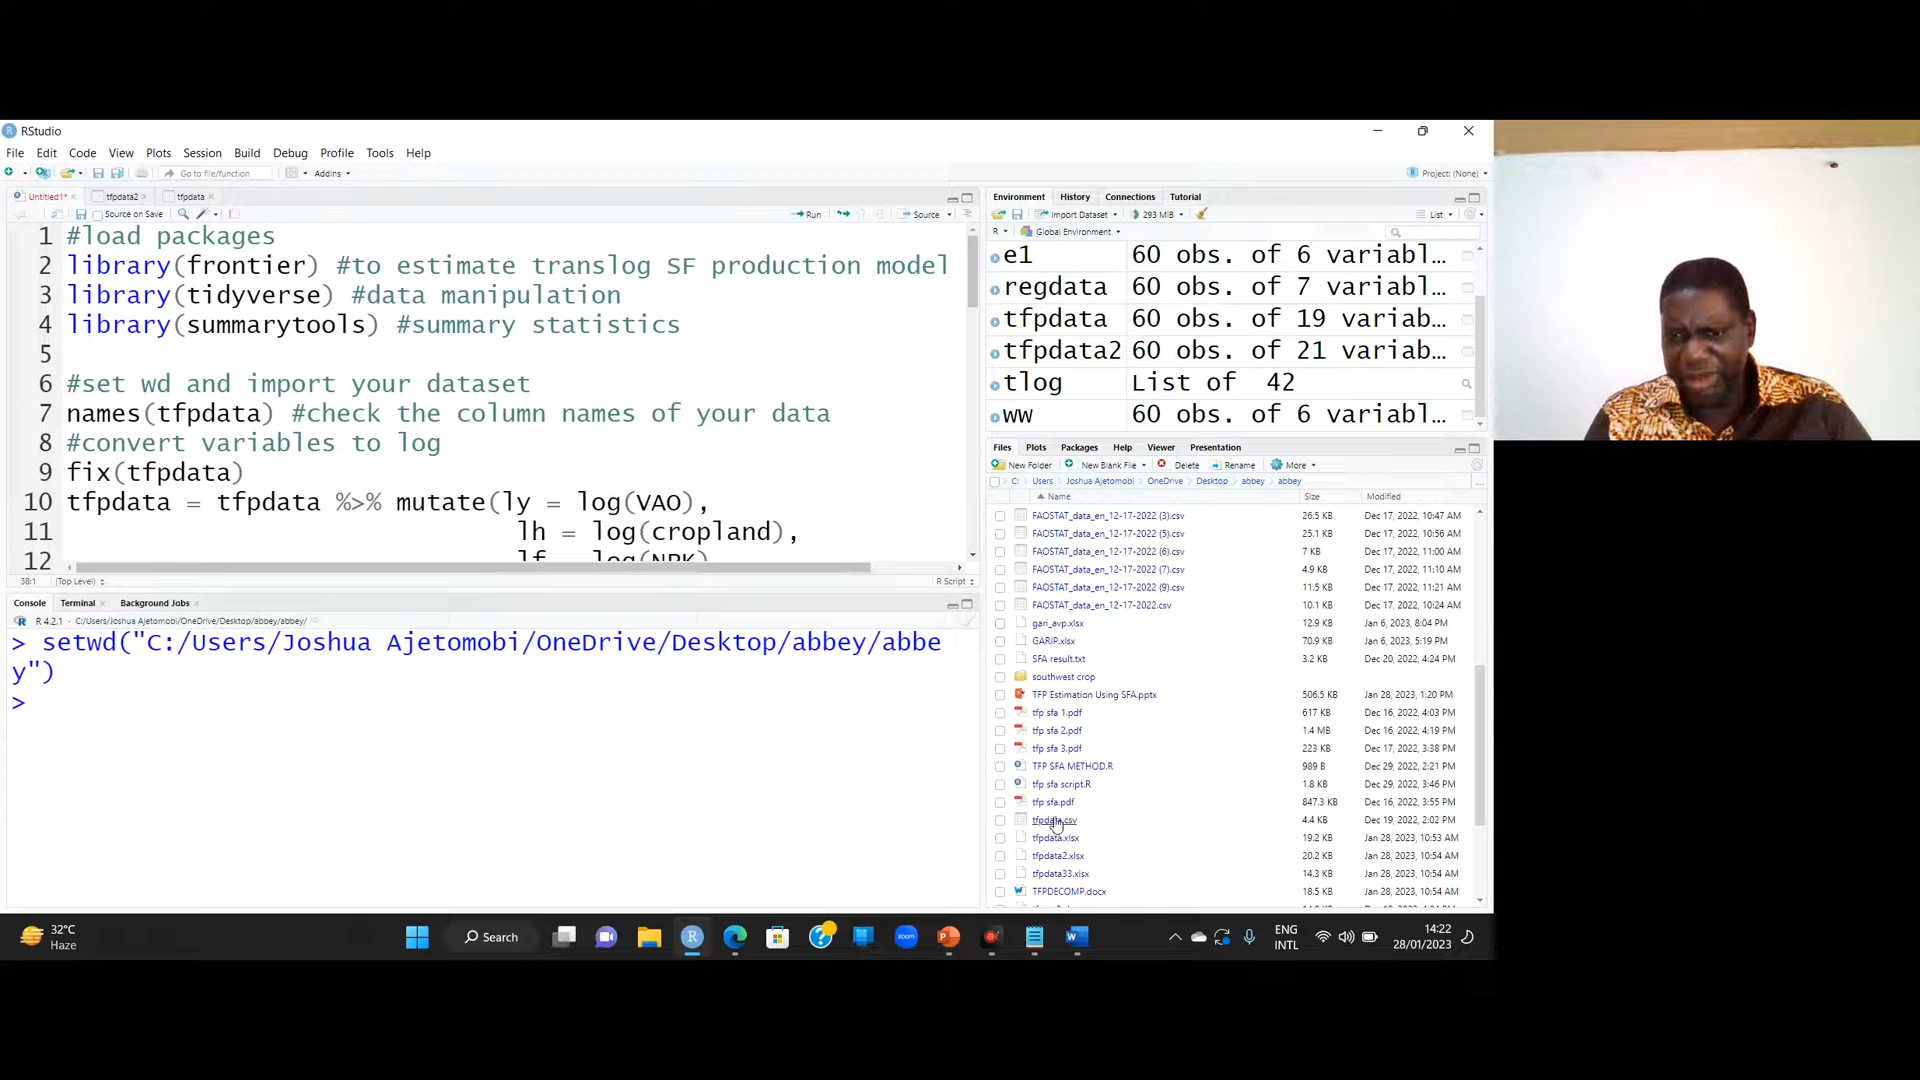 RStudio
File Edit Code View Plots Session Build Debug Profile Tools Help
Go to file/function Addins Project: (None)
Untitled1* tfpdata2 tfpdata
Source on Save Run Source
1 #load packages
2 library(frontier) #to estimate translog SF production model
3 library(tidyverse) #data manipulation
4 library(summarytools) #summary statistics
5
6 #set wd and import your dataset
7 names(tfpdata) #check the column names of your data
8 #convert variables to log
9 fix(tfpdata)
10 tfpdata = tfpdata %>% mutate(ly = log(VAO),
11 lh = log(cropland),
12 lf = log(NPK)
38:1 (Top Level) R Script
Console Terminal Background Jobs
R 4.2.1 · C:/Users/Joshua Ajetomobi/OneDrive/Desktop/abbey/abbey/
> setwd("C:/Users/Joshua Ajetomobi/OneDrive/Desktop/abbey/abbe
y")
>
Environment History Connections Tutorial
Import Dataset 293 MiB List
R Global Environment
e1 60 obs. of 6 variabl...
regdata 60 obs. of 7 variabl...
tfpdata 60 obs. of 19 variab...
tfpdata2 60 obs. of 21 variab...
tlog List of 42
ww 60 obs. of 6 variabl...
Files Plots Packages Help Viewer Presentation
New Folder New Blank File Delete Rename More
C: Users Joshua Ajetomobi OneDrive Desktop abbey abbey ...
Name Size Modified
FAOSTAT_data_en_12-17-2022 (3).csv 26.5 KB Dec 17, 2022, 10:47 AM
FAOSTAT_data_en_12-17-2022 (5).csv 25.1 KB Dec 17, 2022, 10:56 AM
FAOSTAT_data_en_12-17-2022 (6).csv 7 KB Dec 17, 2022, 11:00 AM
FAOSTAT_data_en_12-17-2022 (7).csv 4.9 KB Dec 17, 2022, 11:10 AM
FAOSTAT_data_en_12-17-2022 (9).csv 11.5 KB Dec 17, 2022, 11:21 AM
FAOSTAT_data_en_12-17-2022.csv 10.1 KB Dec 17, 2022, 10:24 AM
gari_avp.xlsx 12.9 KB Jan 6, 2023, 8:04 PM
GARIP.xlsx 70.9 KB Jan 6, 2023, 5:19 PM
SFA result.txt 3.2 KB Dec 20, 2022, 4:24 PM
southwest crop
TFP Estimation Using SFA.pptx 506.5 KB Jan 28, 2023, 1:20 PM
tfp sfa 1.pdf 617 KB Dec 16, 2022, 4:03 PM
tfp sfa 2.pdf 1.4 MB Dec 16, 2022, 4:19 PM
tfp sfa 3.pdf 223 KB Dec 17, 2022, 3:38 PM
TFP SFA METHOD.R 989 B Dec 29, 2022, 2:21 PM
tfp sfa script.R 1.8 KB Dec 29, 2022, 3:46 PM
tfp sfa.pdf 847.3 KB Dec 16, 2022, 3:55 PM
tfpdata.csv 4.4 KB Dec 19, 2022, 2:02 PM
tfpdata.xlsx 19.2 KB Jan 28, 2023, 10:53 AM
tfpdata2.xlsx 20.2 KB Jan 28, 2023, 10:54 AM
tfpdata33.xlsx 14.3 KB Jan 28, 2023, 10:54 AM
TFPDECOMP.docx 18.5 KB Jan 28, 2023, 10:54 AM
32°C
Haze
Search
zoom
ENG
INTL
14:22
28/01/2023